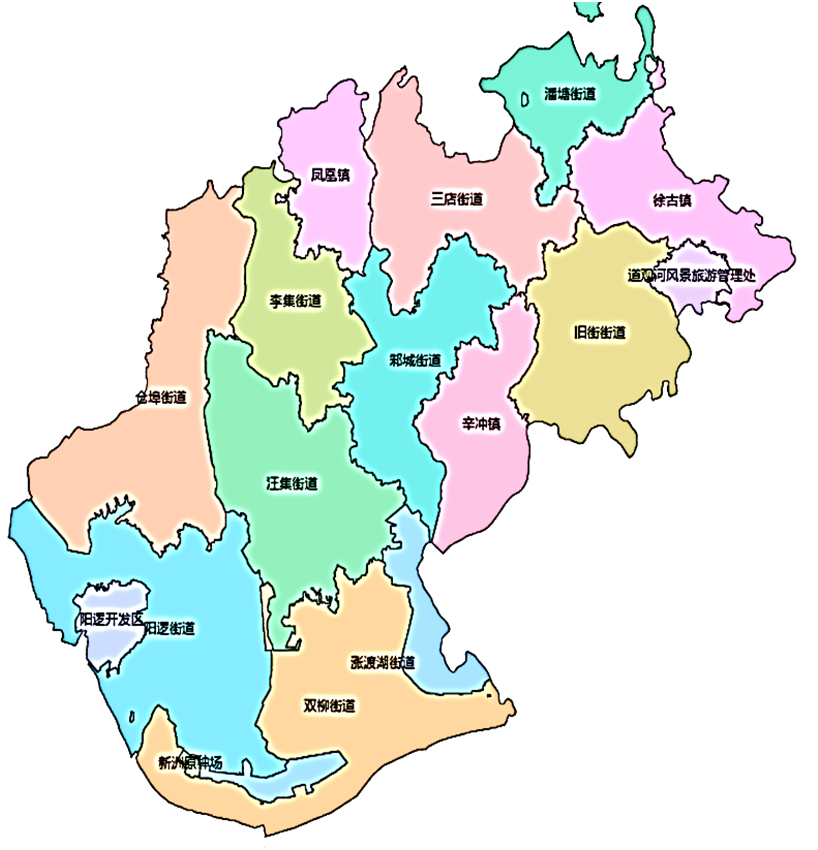 潘塘街道
凤凰镇
三店街道
徐古镇
道观河风景旅游管理处
李集街道
旧街街道
邾城街道
仓埠街道
辛冲镇
汪集街道
阳逻开发区
阳逻街道
涨渡湖街道
双柳街道
新洲原种场